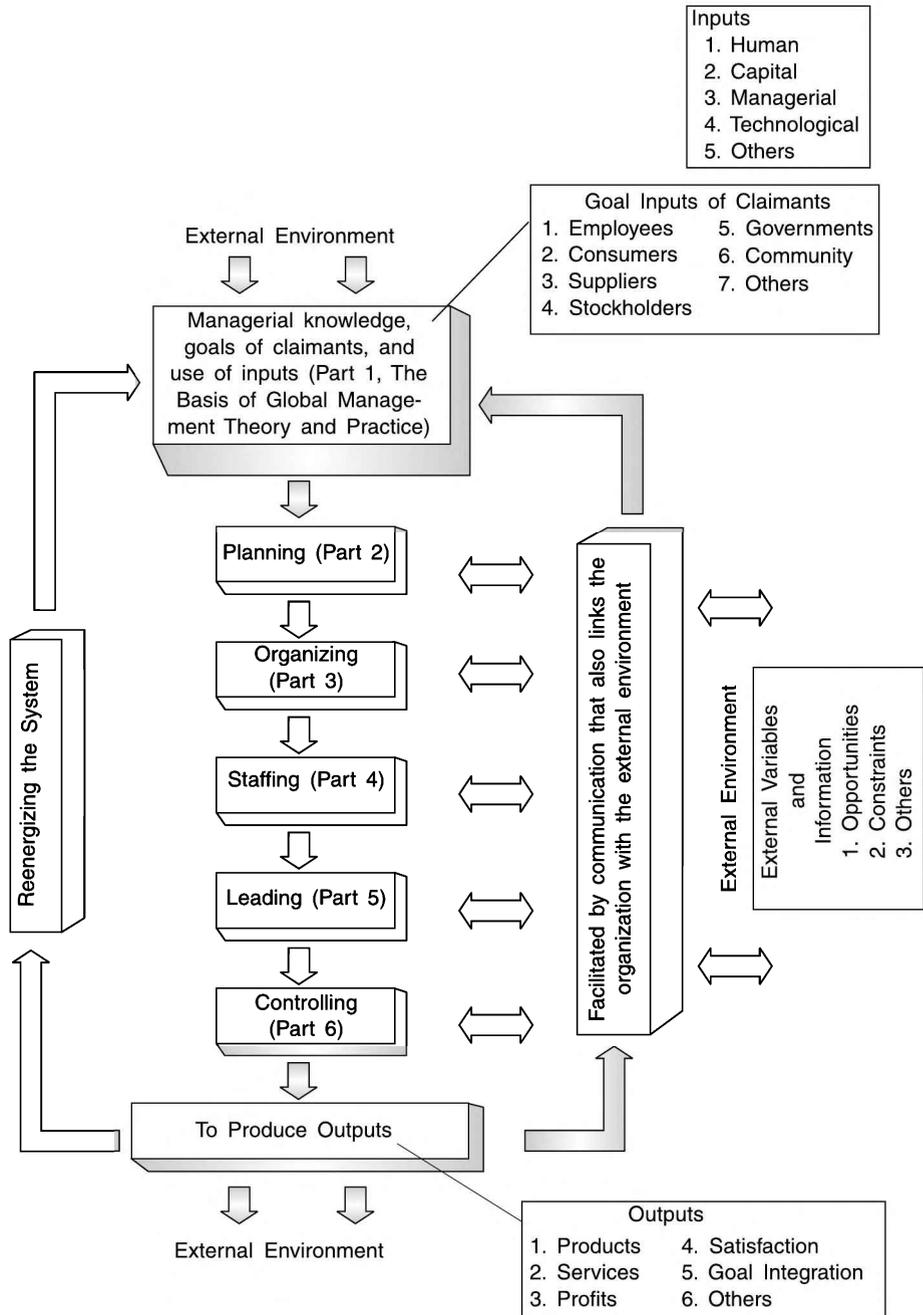 Inputs
1. Human
2. Capital
3. Managerial
4. Technological
5. Others
Goal Inputs of Claimants
1. Employees
2. Consumers
3. Suppliers
4. Stockholders
5. Governments
6. Community
7. Others
External Environment
Managerial knowledge,
goals of claimants, and
use of inputs (Part 1, The
Basis of Global Manage-
ment Theory and Practice)
Planning (Part 2)
Organizing
(Part 3)
Staffing (Part 4)
Leading (Part 5)
Controlling
(Part 6)
Reenergizing the System
Facilitated by communication that also links the
organization with the external environment
External Environment
External Variables
and
Information
1. Opportunities
2. Constraints
3. Others
To Produce Outputs
External Environment
Outputs
1. Products
2. Services
3. Profits
4. Satisfaction
5. Goal Integration
6. Others